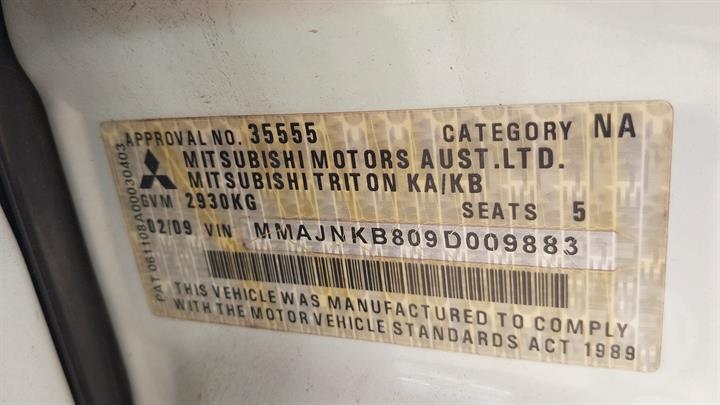 APPROVAL NO. 35555 CATEGORY NA
MITSUBISHI MOTORS AUST.LTD.
MITSUBISHI TRITON KA/KB
GVM 2930KG SEATS 5
02/09 VIN MMAJNKB809D009883
THIS VEHICLE WAS MANUFACTURED TO COMPLY
WITH THE MOTOR VEHICLE STANDARDS ACT 1989
PAT 061108A00030403